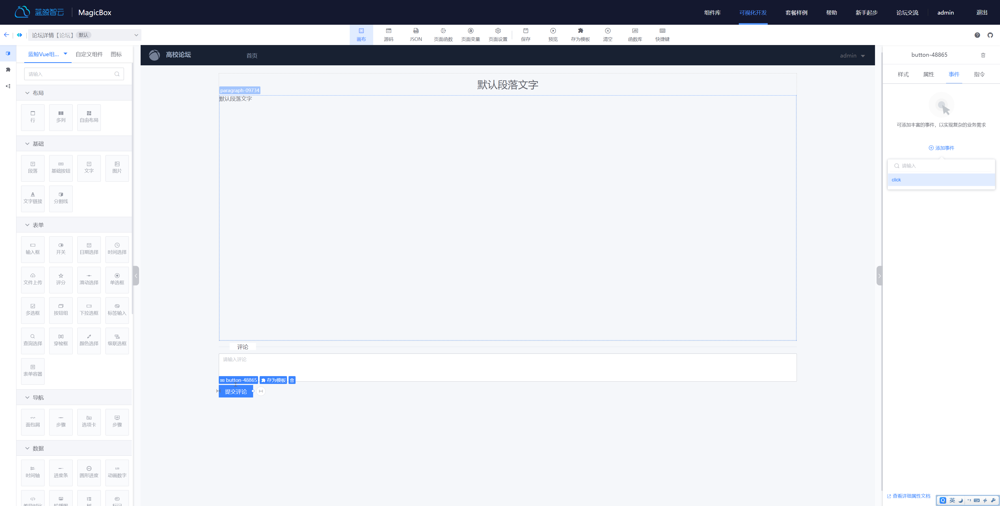 蓝鲸智云 MagicBox 组件库 可视化开发 套餐样例 帮助 新手起步 论坛交流 admin 退出
论坛详情【论坛】 默认
画布 源码 JSON 页面函数 页面变量 页面设置 保存 预览 存为模板 清空 函数库 快捷键
蓝鲸Vue组... 自定义组件 图标
请输入
布局
行 多列 自由布局
基础
段落 基础按钮 文字 图片
文字链接 分割线
表单
输入框 开关 日期选择 时间选择
文件上传 评分 滑动选择 单选框
多选框 按钮组 下拉选框 标签输入
查询选择 穿梭框 颜色选择 级联选框
表单容器
导航
面包屑 步骤 选项卡 步骤
数据
时间轴 进度条 圆形进度 动画数字
差异对比 轮播图 树 标记
高校论坛 首页 admin
默认段落文字
paragraph-09734
默认段落文字
评论
请输入评论
button-48865 存为模板
提交评论
button-48865
样式 属性 事件 指令
可添加丰富的事件，以实现复杂的业务需求
添加事件
请输入
click
查看详细属性文档
英